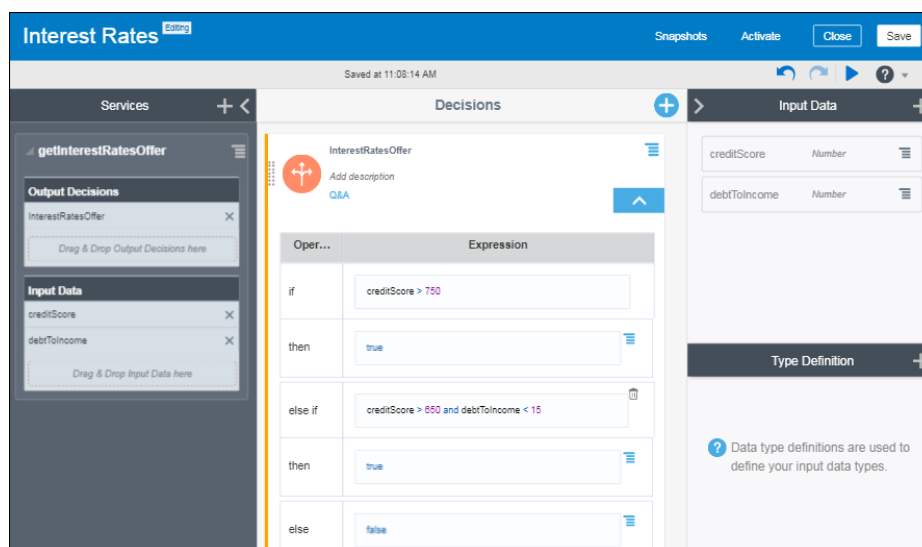 Interest Rates Editing
Snapshots Activate Close Save
Saved at 11:08:14 AM
Services
getInterestRatesOffer
Output Decisions
InterestRatesOffer
Drag & Drop Output Decisions here
Input Data
creditScore
debtToIncome
Drag & Drop Input Data here
Decisions
InterestRatesOffer
Add description
Q&A
Oper... Expression
if creditScore > 750
then true
else if creditScore > 650 and debtToIncome < 15
then true
else false
Input Data
creditScore Number
debtToIncome Number
Type Definition
Data type definitions are used to
define your input data types.